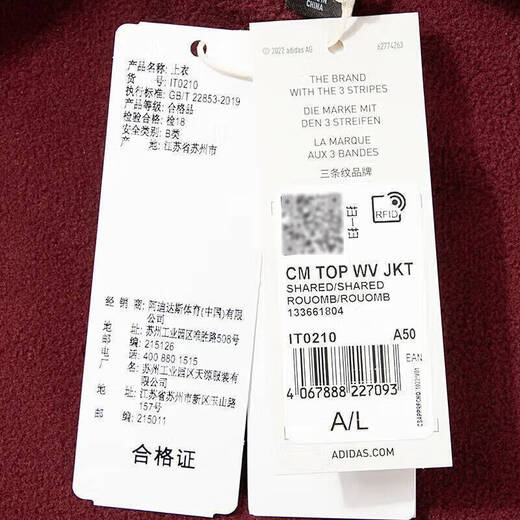 产品名称: 上衣
货 号: IT0210
执行标准: GB/T 22853-2019
产品等级: 合格品
检验合格: 检18
安全类别: B类
产 地: 江苏省苏州市
经 销 商: 阿迪达斯体育(中国)有限
公司
地 址: 苏州工业园区唯胜路508号
邮 编: 215126
电 话: 400 880 1515
厂 名: 苏州工业园区天源服装有
限公司
地 址: 苏州市新区玉山路
157号
邮 编: 215011
合格证
CHINA
© 2022 adidas AG
62774263
THE BRAND
WITH THE 3 STRIPES
DIE MARKE MIT
DEN 3 STREIFEN
LA MARQUE
AUX 3 BANDES
三条纹品牌
RFID
CM TOP WV JKT
SHARED/SHARED
ROUOMB/ROUOMB
133661804
IT0210 A50
EAN
4 067888 227093
A/L
ADIDAS.COM